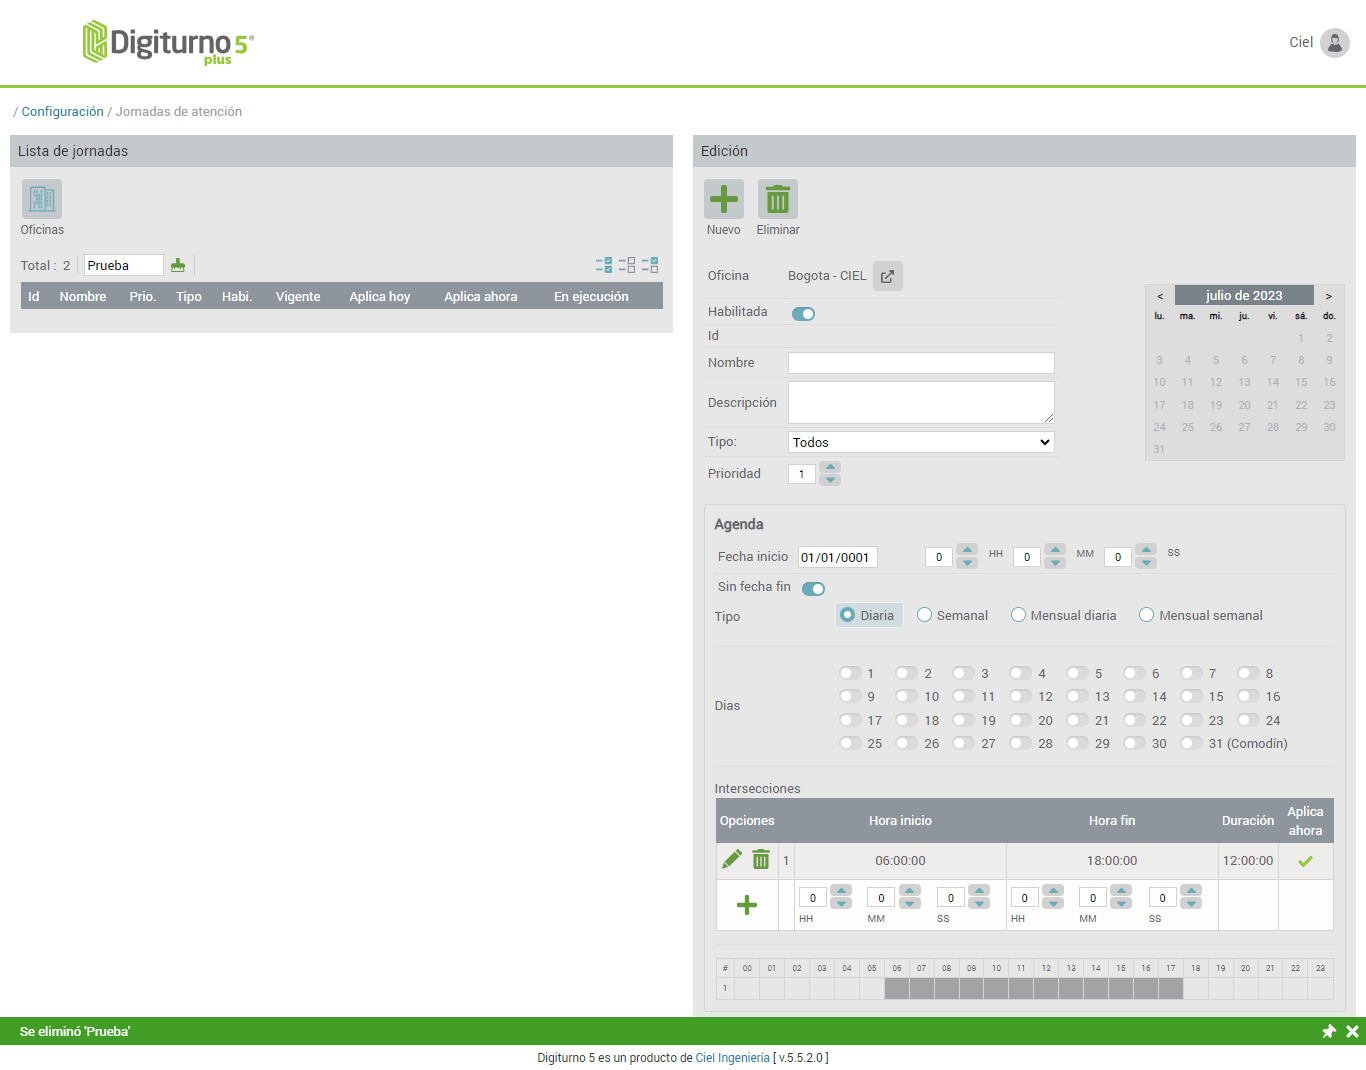 Digiturno 5®
plus
Ciel
/ Configuración / Jornadas de atención
Lista de jornadas
Oficinas
Total : 2 Prueba
Id Nombre Prio. Tipo Habi. Vigente Aplica hoy Aplica ahora En ejecución
Edición
Nuevo Eliminar
Oficina Bogota - CIEL
Habilitada
Id
Nombre
Descripción
Tipo: Todos
Prioridad 1
< julio de 2023 >
lu. ma. mi. ju. vi. sá. do.
1 2
3 4 5 6 7 8 9
10 11 12 13 14 15 16
17 18 19 20 21 22 23
24 25 26 27 28 29 30
31
Agenda
Fecha inicio 01/01/0001 0 HH 0 MM 0 SS
Sin fecha fin
Tipo Diaria Semanal Mensual diaria Mensual semanal
Dias
1 2 3 4 5 6 7 8
9 10 11 12 13 14 15 16
17 18 19 20 21 22 23 24
25 26 27 28 29 30 31 (Comodín)
Intersecciones
Opciones Hora inicio Hora fin Duración Aplica ahora
1 06:00:00 18:00:00 12:00:00
0 0 0 0 0 0
HH MM SS HH MM SS
# 00 01 02 03 04 05 06 07 08 09 10 11 12 13 14 15 16 17 18 19 20 21 22 23
1
Se eliminó 'Prueba'
Digiturno 5 es un producto de Ciel Ingeniería [ v.5.5.2.0 ]